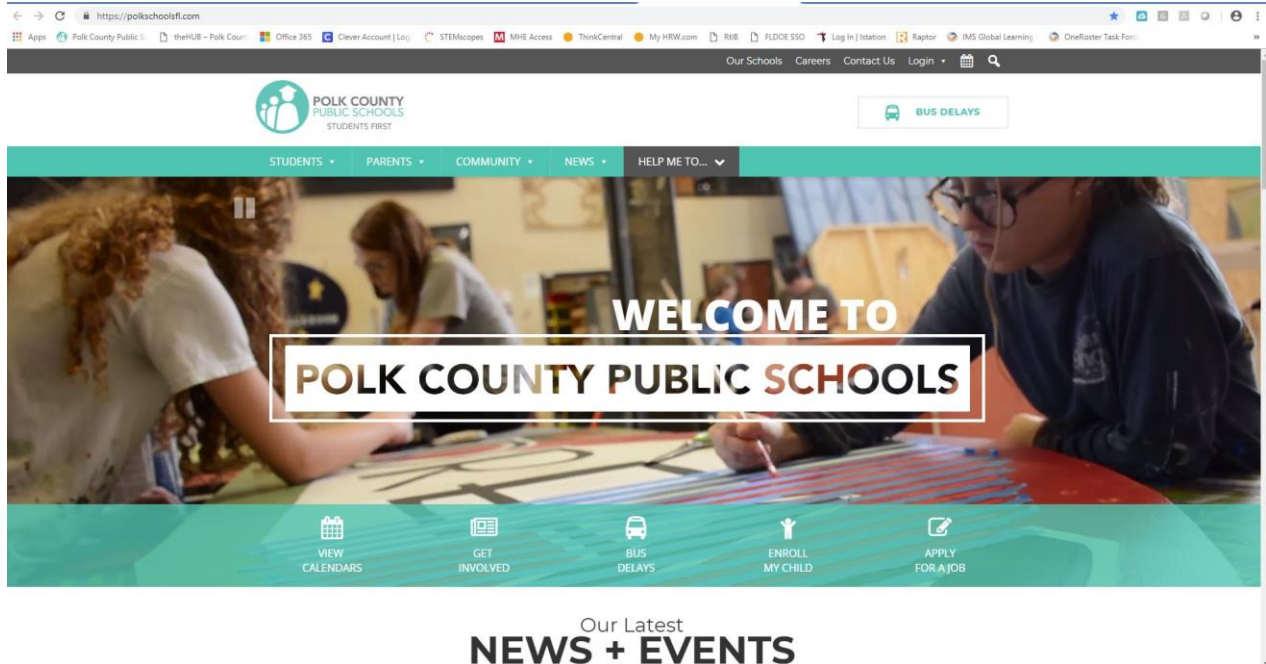 https://polkschoolsfl.com
Apps Polk County Public S theHUB - Polk Coun Office 365 Clever Account | Log STEMscopes MHE Access ThinkCentral My HRW.com RtIB FLDOE SSO Log In | Istation Raptor IMS Global Learning OneRoster Task Forc
Our Schools Careers Contact Us Login
POLK COUNTY
PUBLIC SCHOOLS
STUDENTS FIRST
BUS DELAYS
STUDENTS PARENTS COMMUNITY NEWS HELP ME TO...
WELCOME TO
POLK COUNTY PUBLIC SCHOOLS
VIEW
CALENDARS
GET
INVOLVED
BUS
DELAYS
ENROLL
MY CHILD
APPLY
FOR A JOB
Our Latest
NEWS + EVENTS